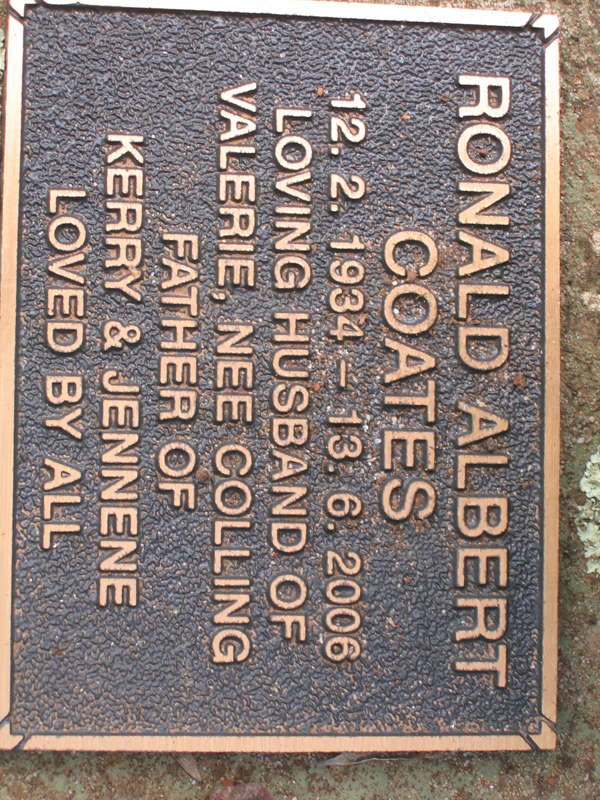 RONALD ALBERT
COATES
12. 2. 1934 – 13. 6. 2006
LOVING HUSBAND OF
VALERIE, NEE COLLING
FATHER OF
KERRY & JENNENE
LOVED BY ALL